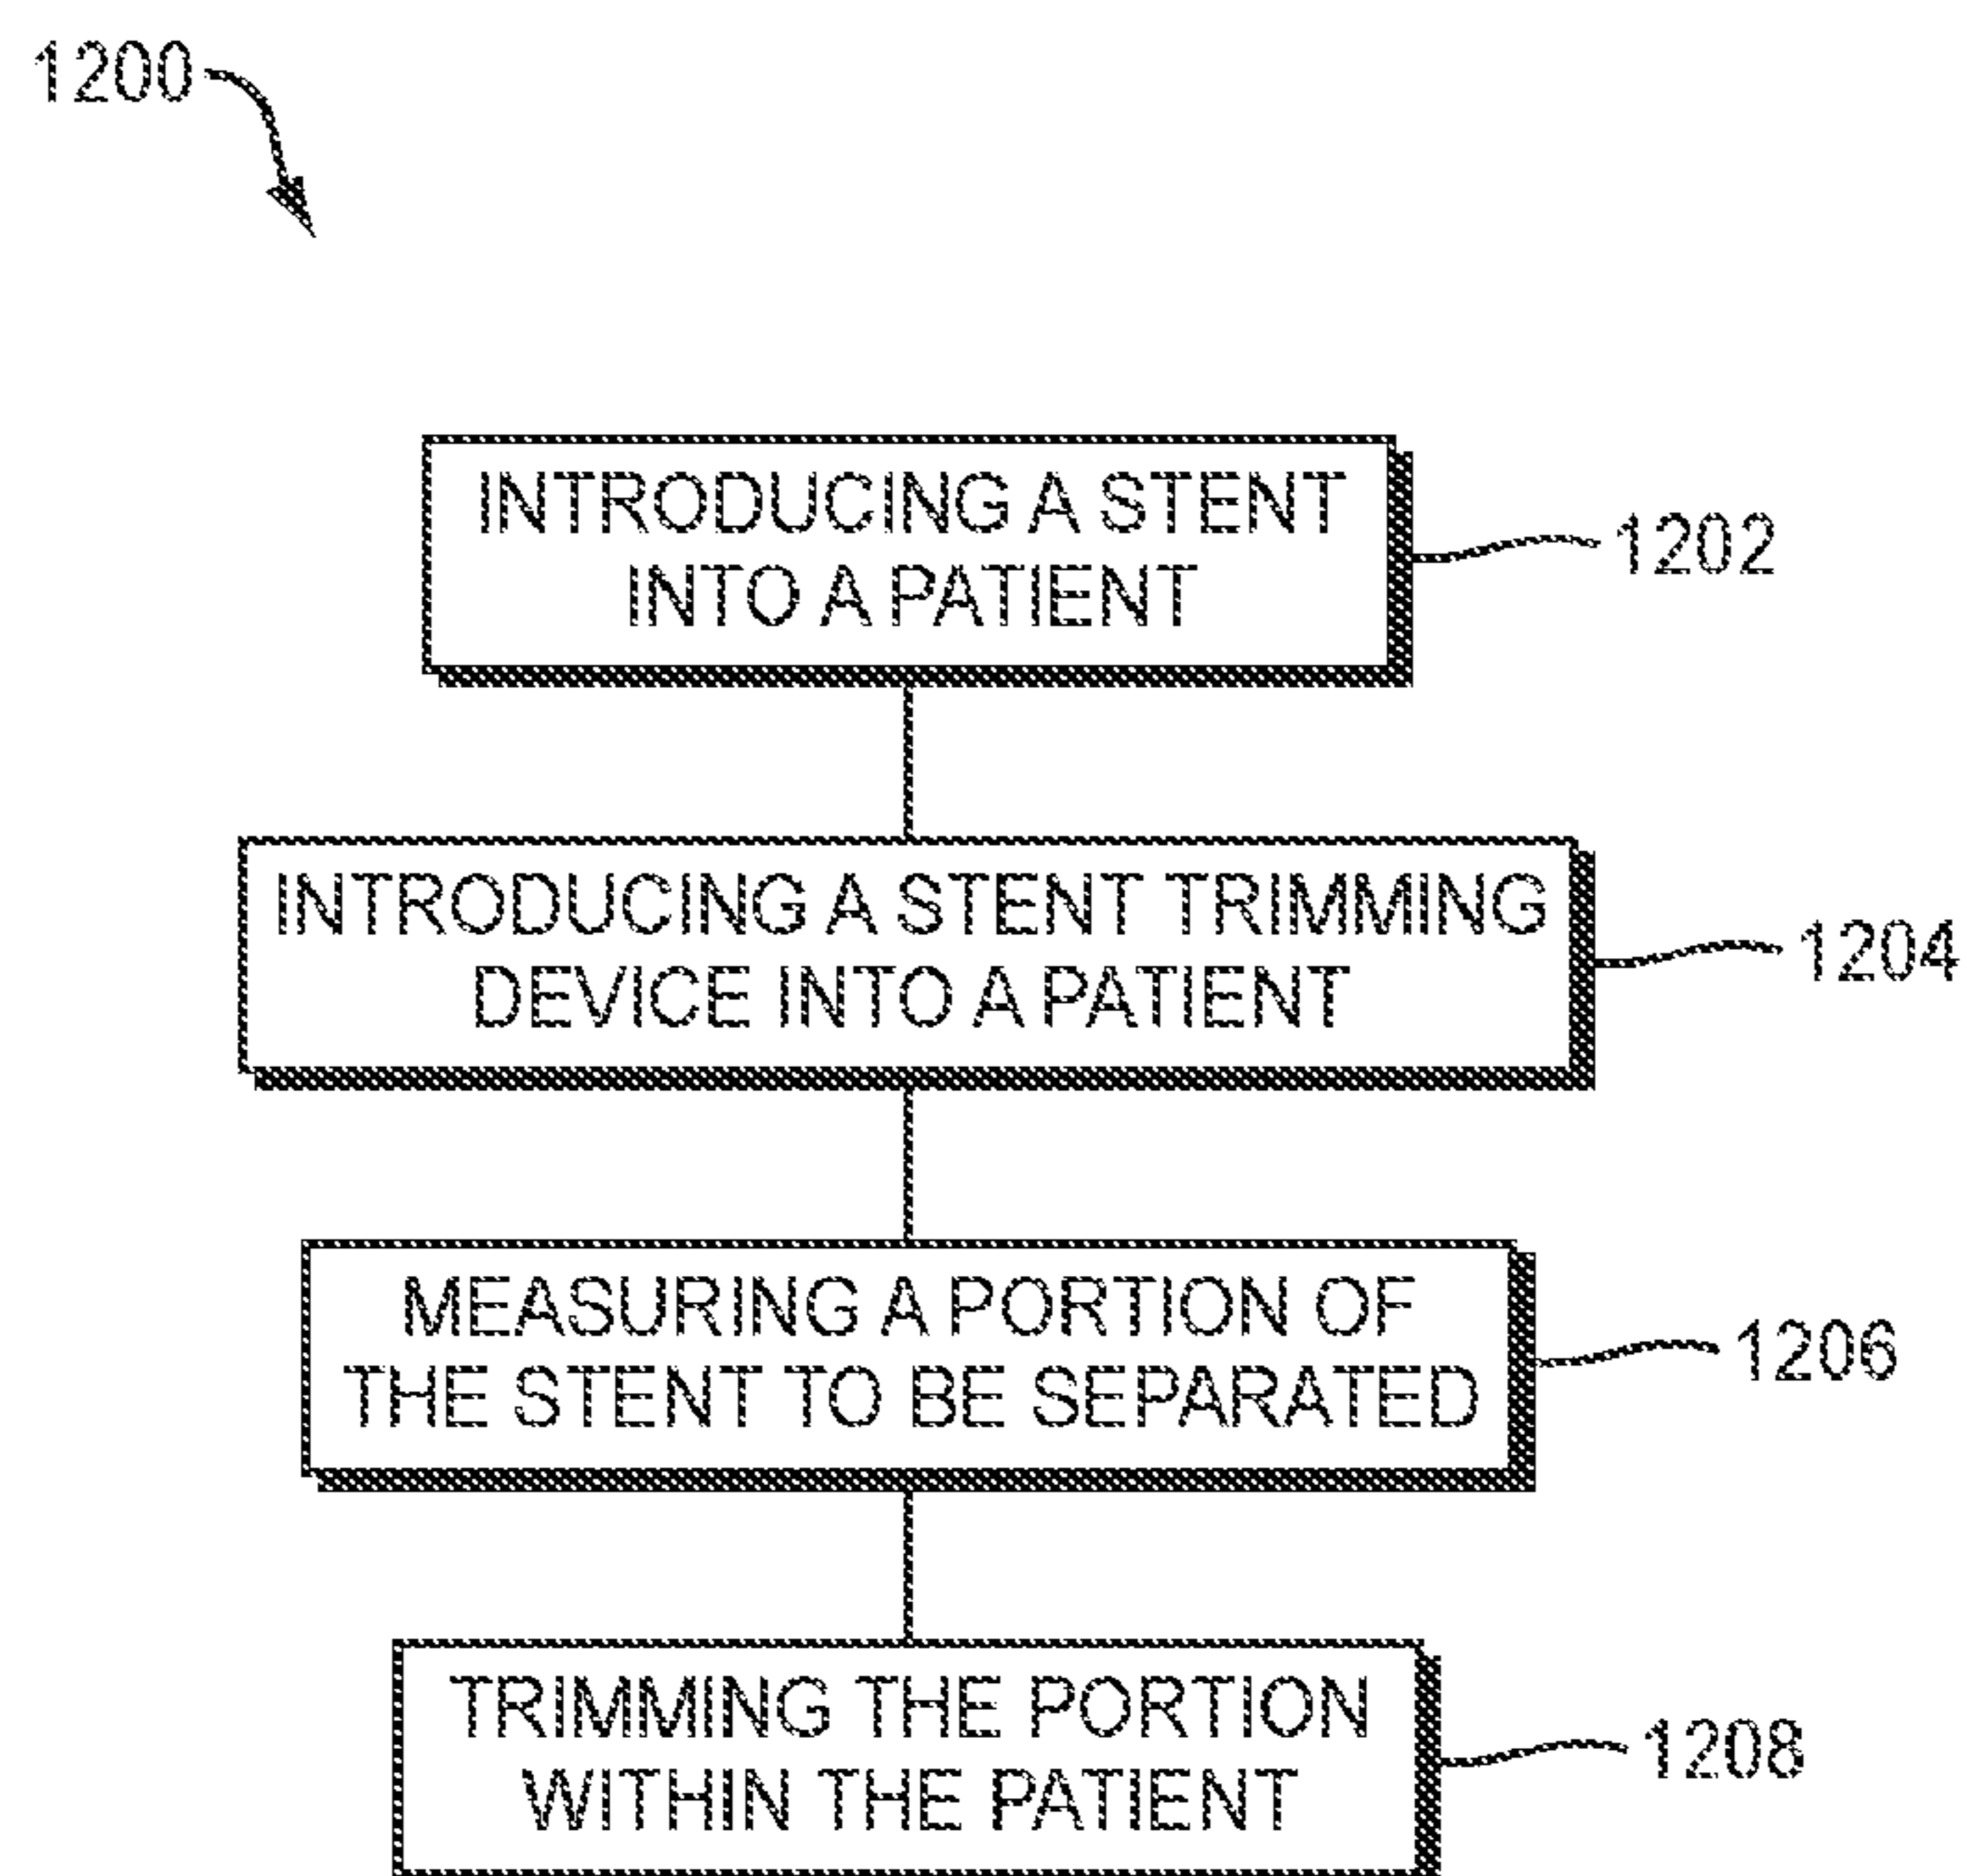 1200
INTRODUCING A STENT
INTO A PATIENT
1202
INTRODUCING A STENT TRIMMING
DEVICE INTO A PATIENT
1204
MEASURING A PORTION OF
THE STENT TO BE SEPARATED
1206
TRIMMING THE PORTION
WITHIN THE PATIENT
1208